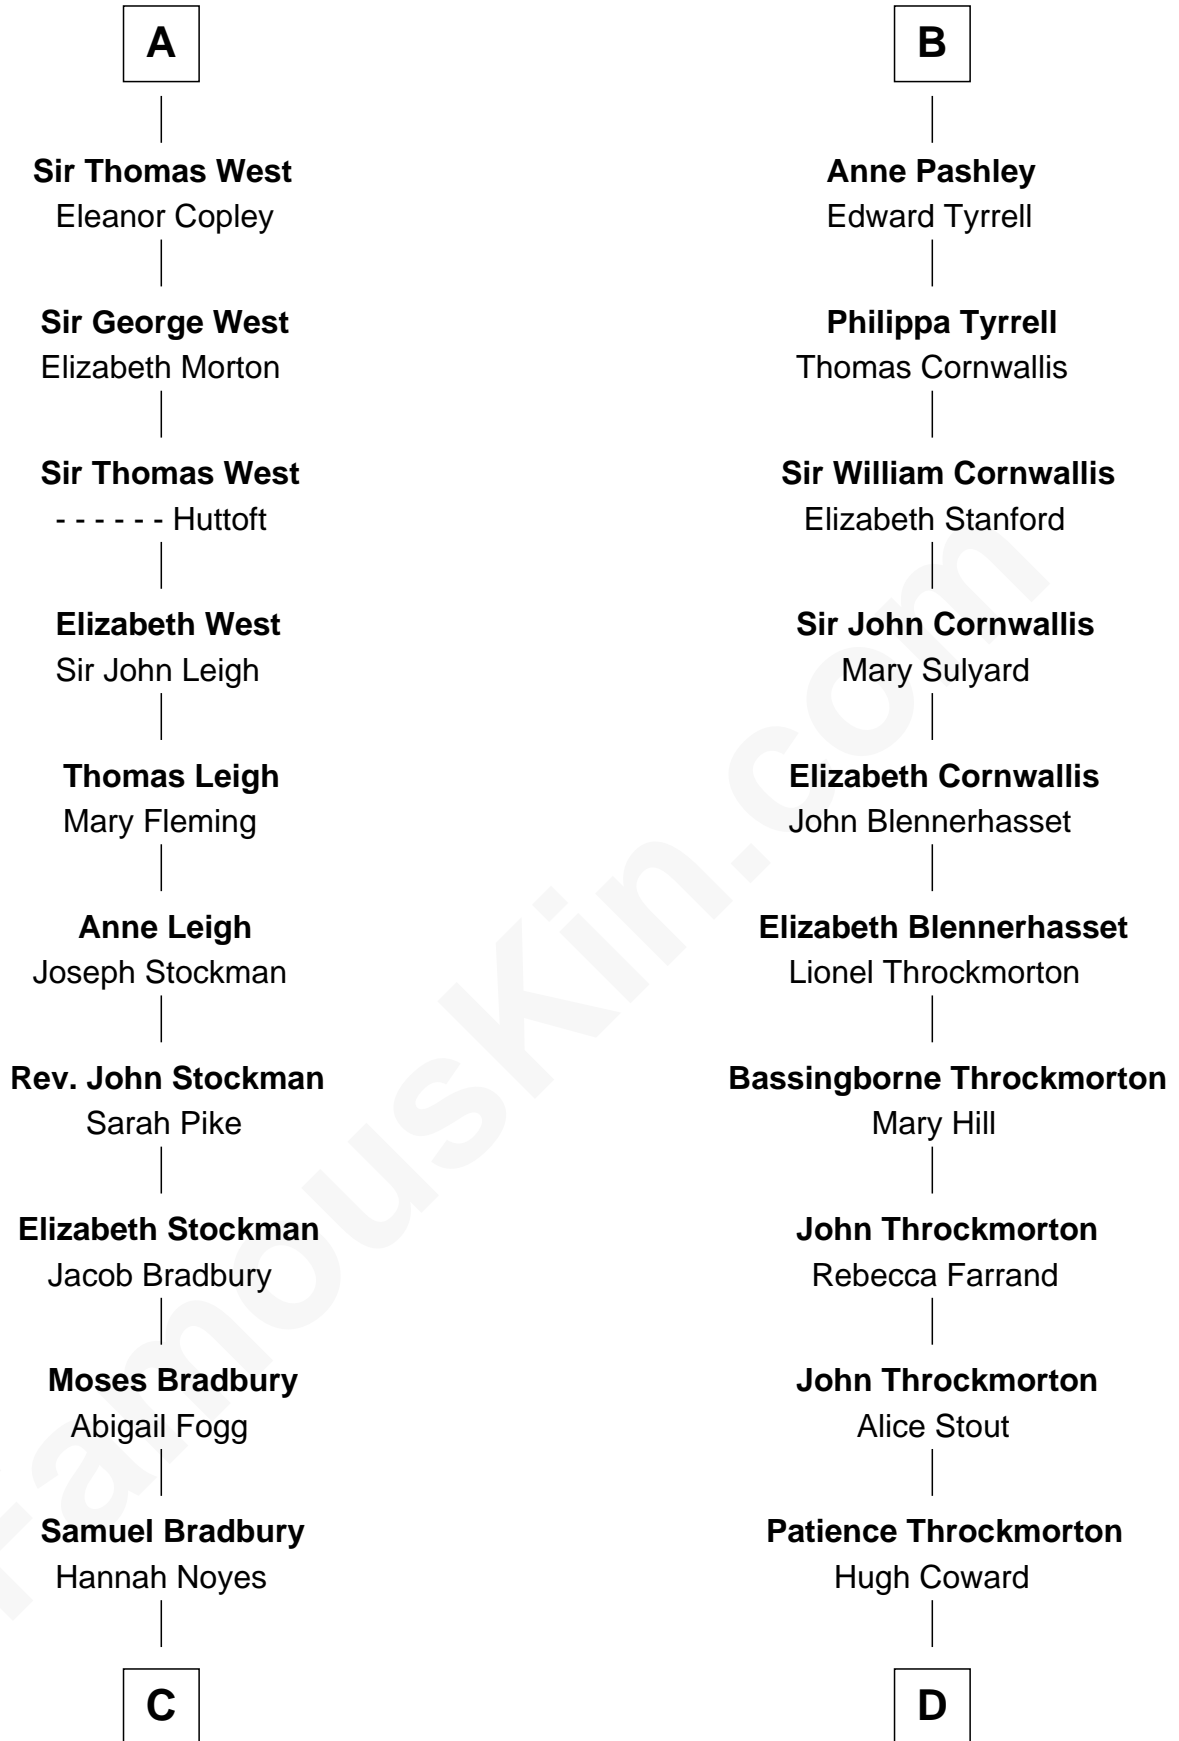 A
Sir Thomas West
Eleanor Copley
Sir George West
Elizabeth Morton
Sir Thomas West
- - - - - - Huttoft
Elizabeth West
Sir John Leigh
Thomas Leigh
Mary Fleming
Anne Leigh
Joseph Stockman
Rev. John Stockman
Sarah Pike
Elizabeth Stockman
Jacob Bradbury
Moses Bradbury
Abigail Fogg
Samuel Bradbury
Hannah Noyes
C
B
Anne Pashley
Edward Tyrrell
Philippa Tyrrell
Thomas Cornwallis
Sir William Cornwallis
Elizabeth Stanford
Sir John Cornwallis
Mary Sulyard
Elizabeth Cornwallis
John Blennerhasset
Elizabeth Blennerhasset
Lionel Throckmorton
Bassingborne Throckmorton
Mary Hill
John Throckmorton
Rebecca Farrand
John Throckmorton
Alice Stout
Patience Throckmorton
Hugh Coward
D
FamousKin.com